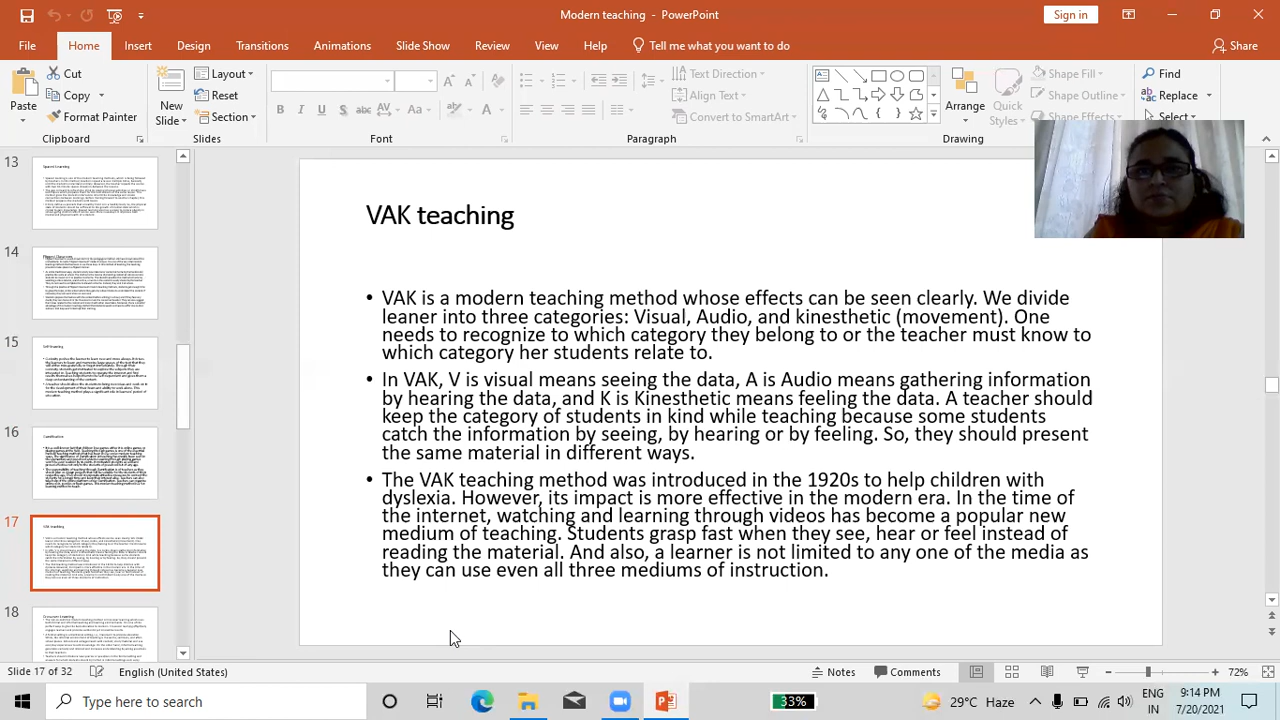 Modern teaching - PowerPoint
Sign in
File Home Insert Design Transitions Animations Slide Show Review View Help Tell me what you want to do Share
Paste
Cut
Copy
Format Painter
Clipboard
New Slide
Layout
Reset
Section
Slides
Font
Text Direction
Align Text
Convert to SmartArt
Paragraph
Arrange
Quick Styles
Shape Fill
Shape Outline
Shape Effects
Drawing
Find
Replace
Select
13
14
15
16
17
18
VAK teaching
• VAK is a modern teaching method whose effects can be seen clearly. We divide
leaner into three categories: Visual, Audio, and kinesthetic (movement). One
needs to recognize to which category they belong to or the teacher must know to
which category her students relate to.
• In VAK, V is visual means seeing the data, A is Audio means gathering information
by hearing the data, and K is Kinesthetic means feeling the data. A teacher should
keep the category of students in kind while teaching because some students
catch the information by seeing, by hearing or by feeling. So, they should present
the same material in different ways.
• The VAK teaching method was introduced in the 1920s to help children with
dyslexia. However, its impact is more effective in the modern era. In the time of
the internet, watching and learning through videos has become a popular new
medium of teaching. Students grasp fast when they see, hear or feel instead of
reading the material. And also, a learner is not limited to any one of the media as
they can use even all three mediums of instruction.
Slide 17 of 32 English (United States) Notes Comments 72%
Type here to search
33%
29°C Haze
ENG
IN
9:14 PM
7/20/2021